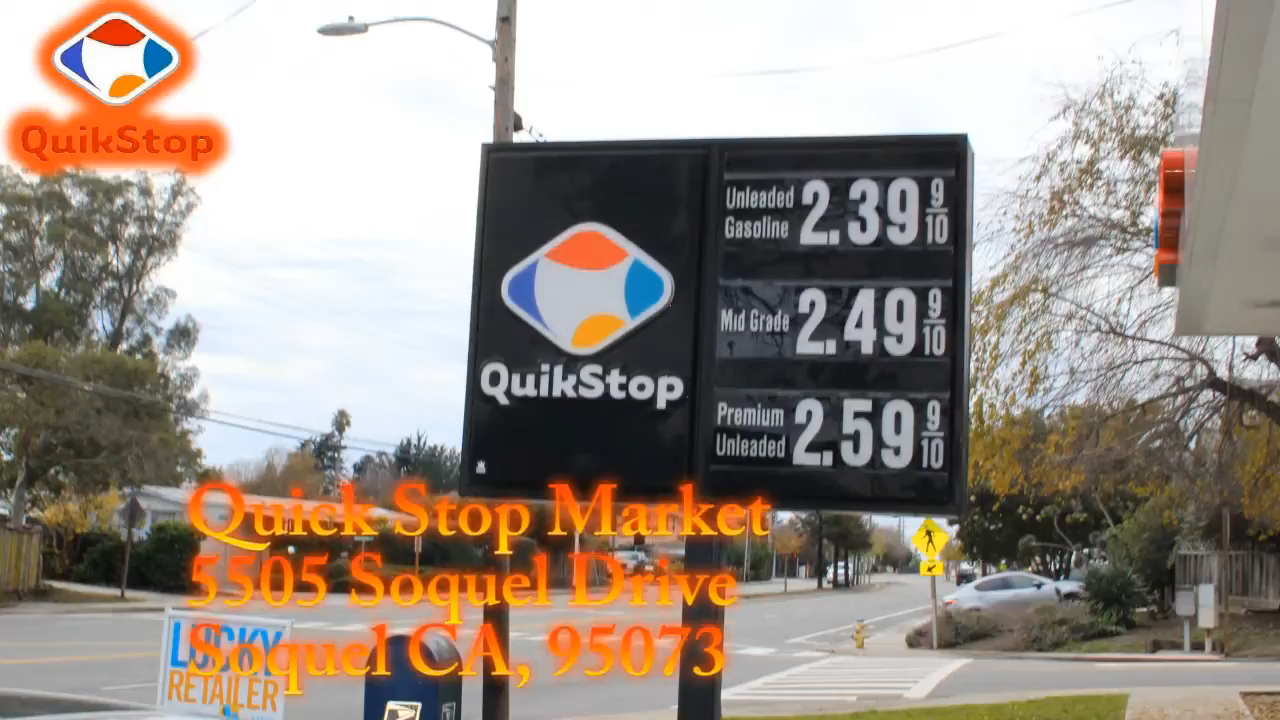 QuikStop
Unleaded
Gasoline
2.39 9/10
Mid Grade
2.49 9/10
QuikStop
Premium
Unleaded
2.59 9/10
Quick Stop Market
5505 Soquel Drive
Soquel CA, 95073
LUCKY
RETAILER